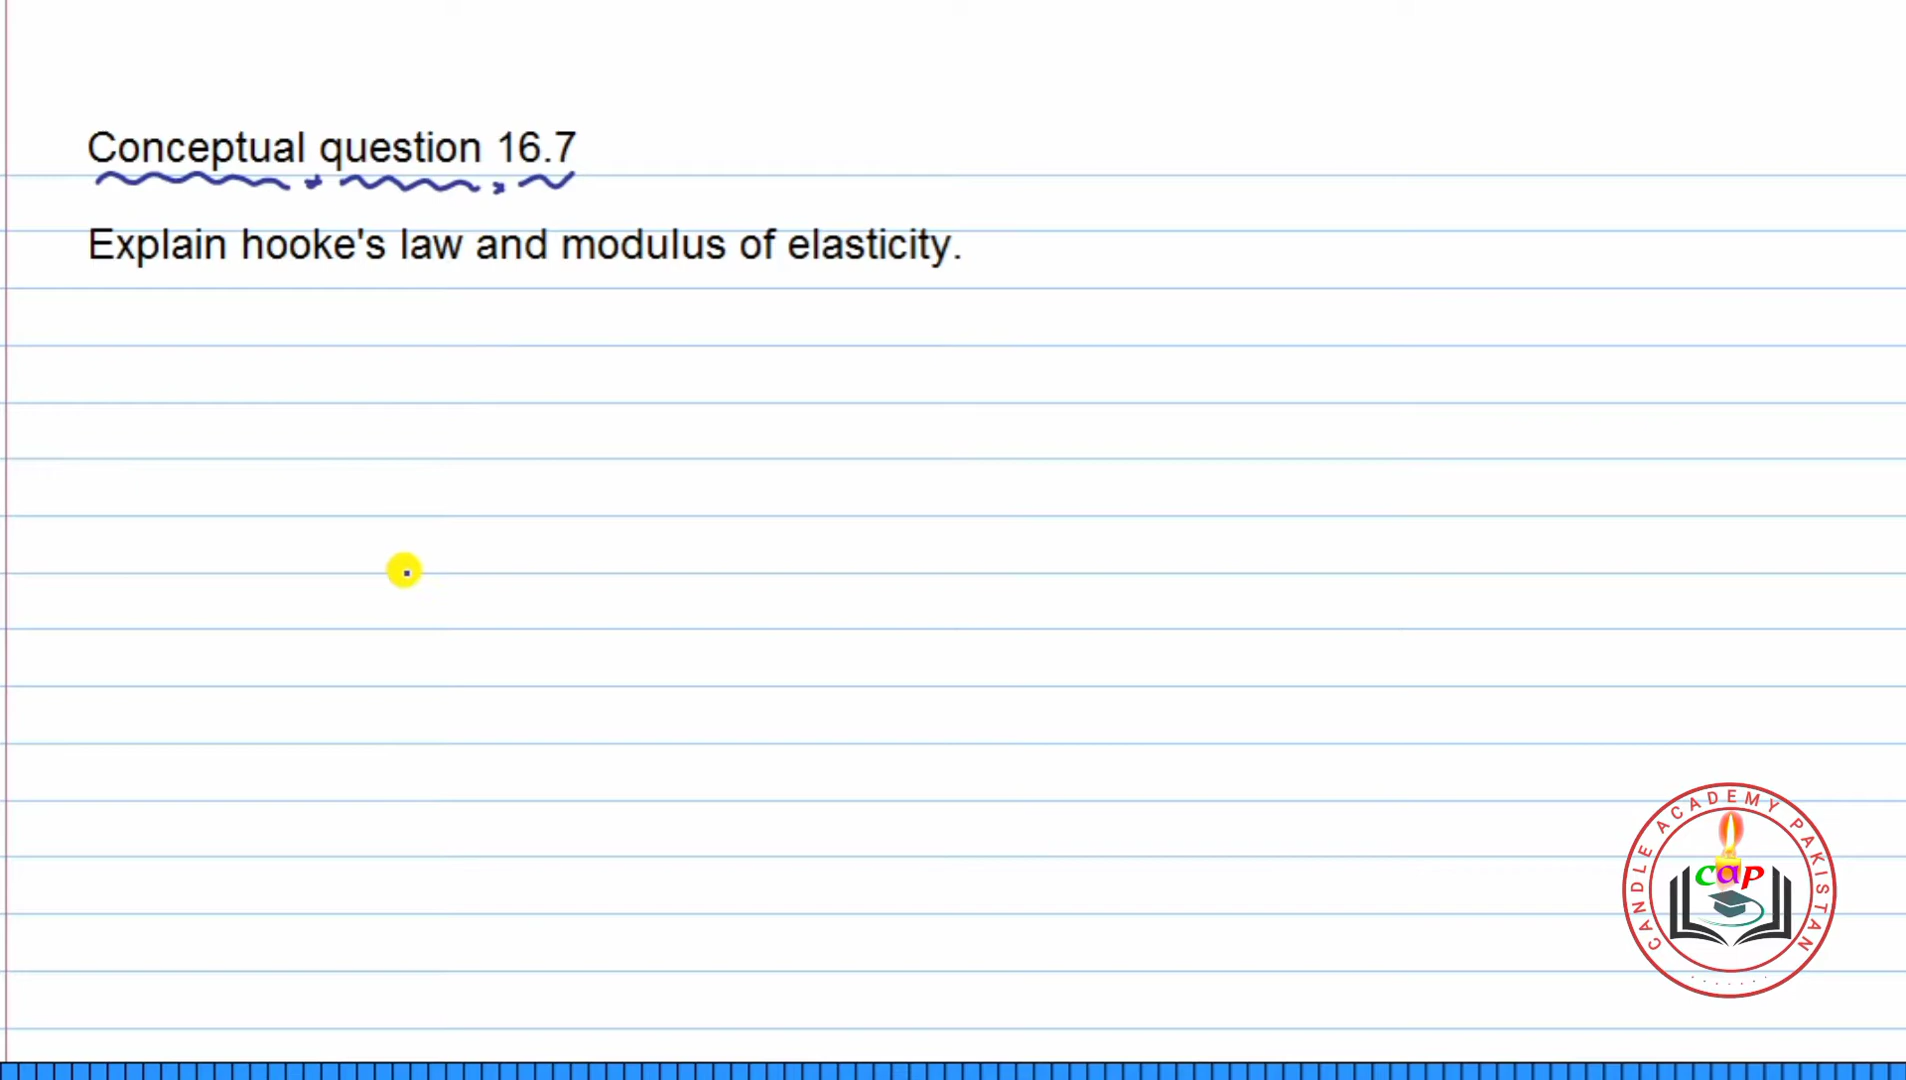 Conceptual question 16.7
Explain hooke's law and modulus of elasticity.
CANDLE ACADEMY PAKISTAN
cap